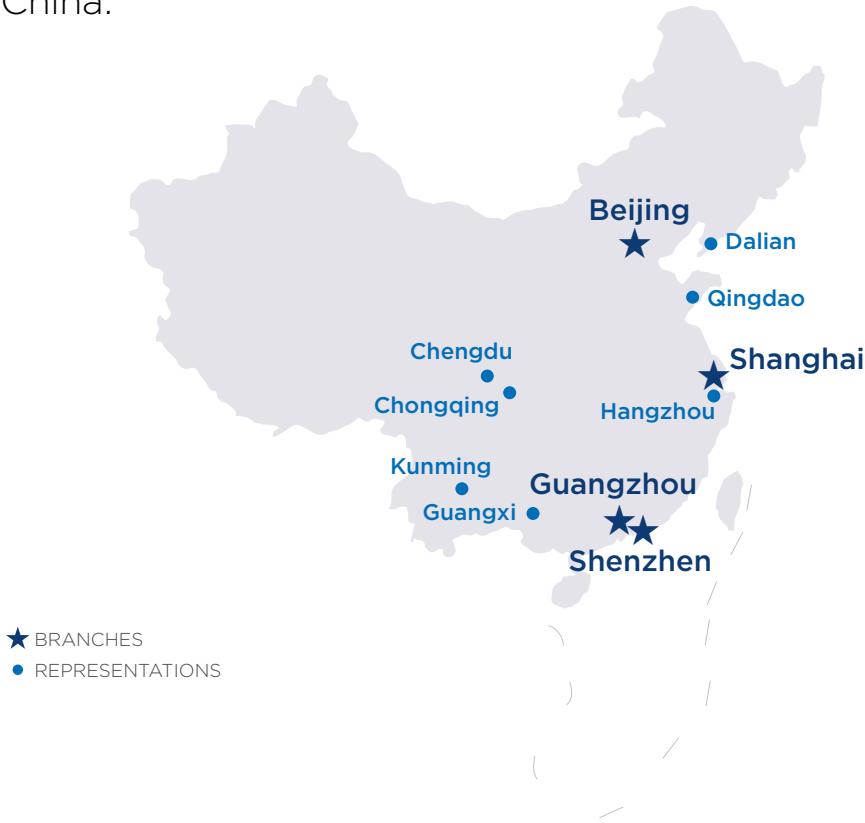 China.
Beijing
Dalian
Qingdao
Shanghai
Chengdu
Chongqing
Hangzhou
Kunming
Guangzhou
Guangxi
Shenzhen
BRANCHES
REPRESENTATIONS